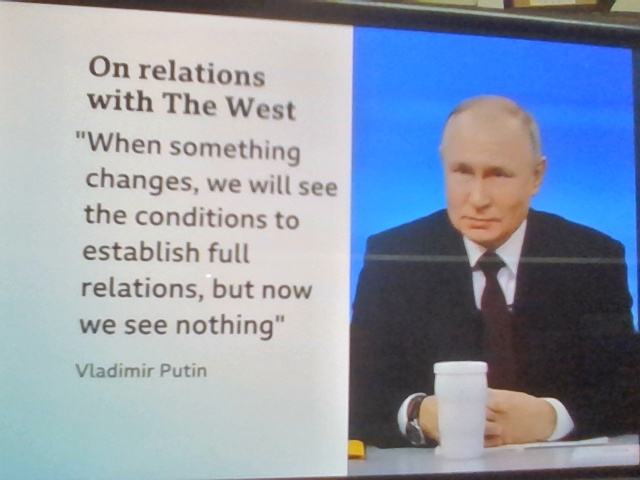 On relations
with The West
"When something
changes, we will see
the conditions to
establish full
relations, but now
we see nothing"
Vladimir Putin